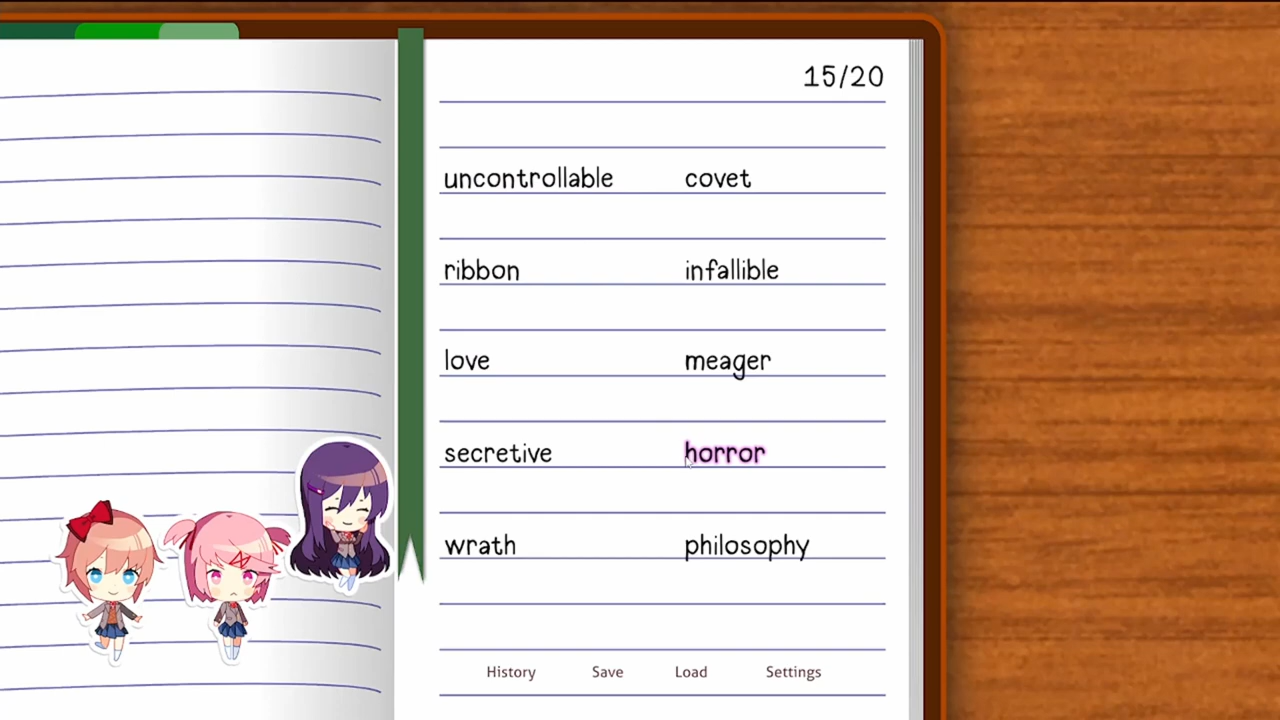 15/20
uncontrollable covet
ribbon infallible
love meager
secretive horror
wrath philosophy
History Save Load Settings